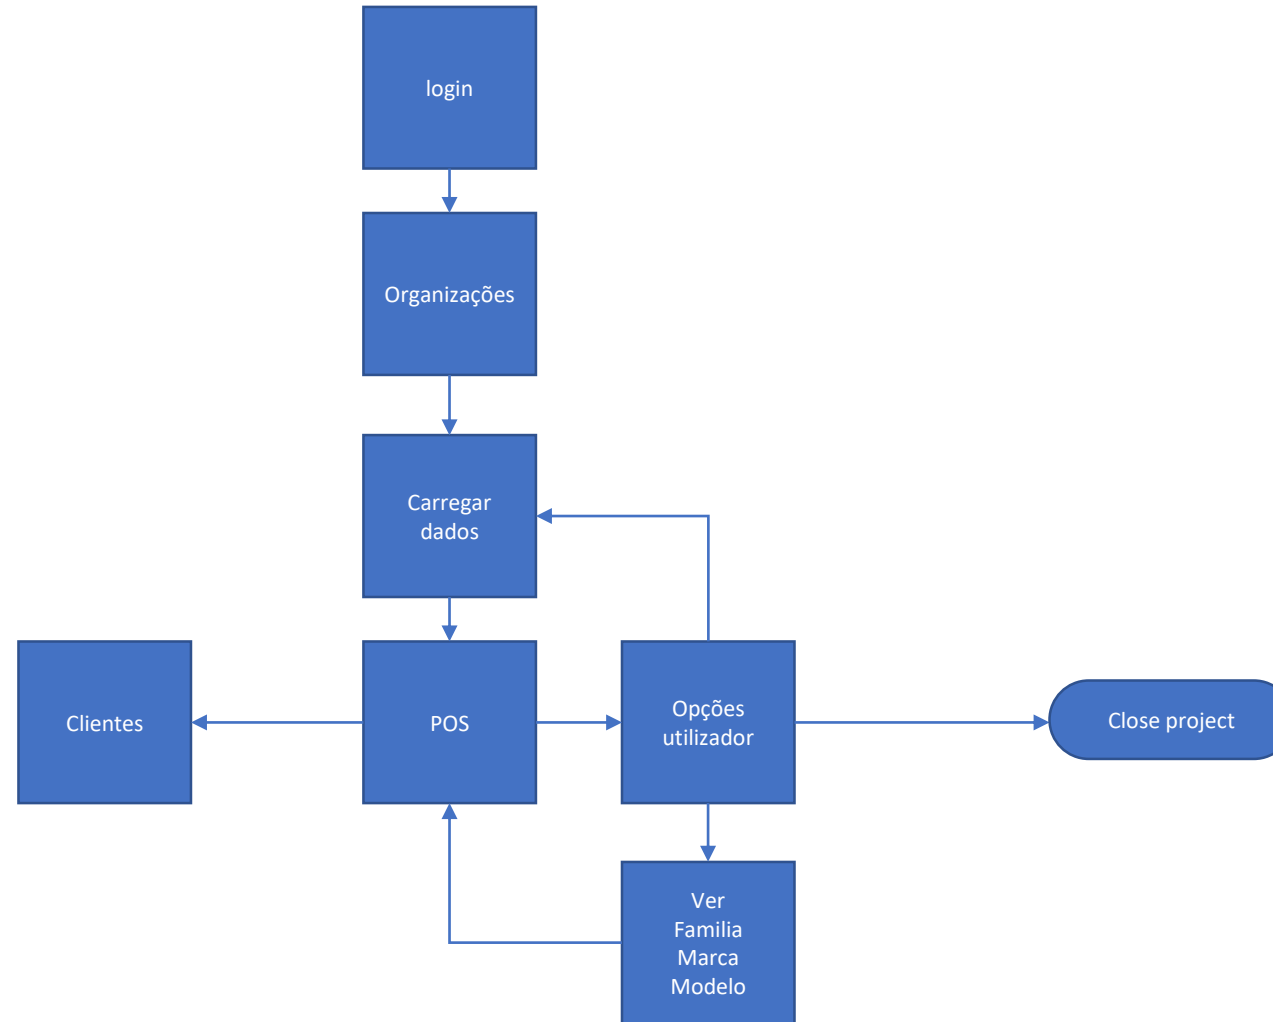 login
Organizações
Carregar
dados
Clientes
POS
Opções
utilizador
Close project
Ver
Familia
Marca
Modelo